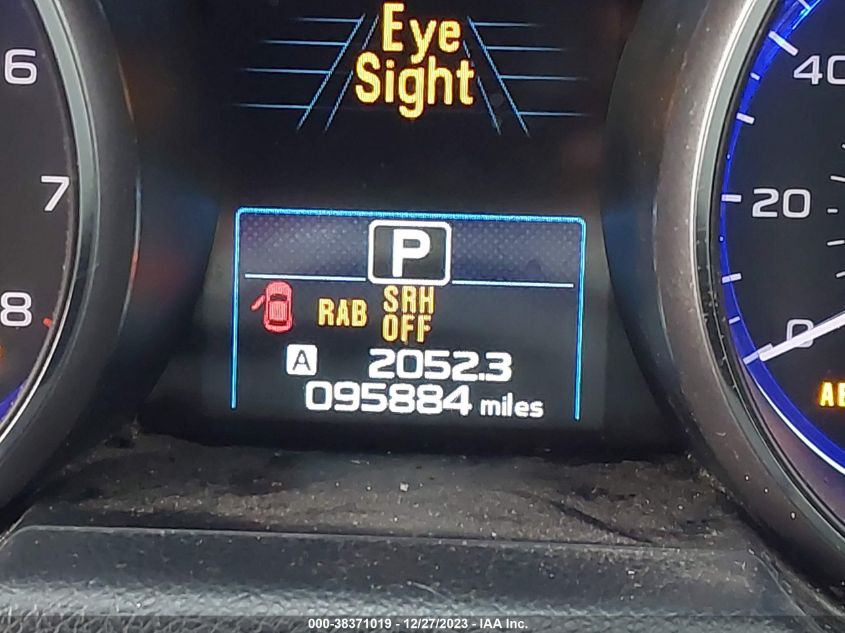 Eye
Sight
6
7
8
40
20
0
P
RAB
SRH
OFF
A 2052.3
095884 miles
000-38371019 - 12/27/2023 - IAA Inc.